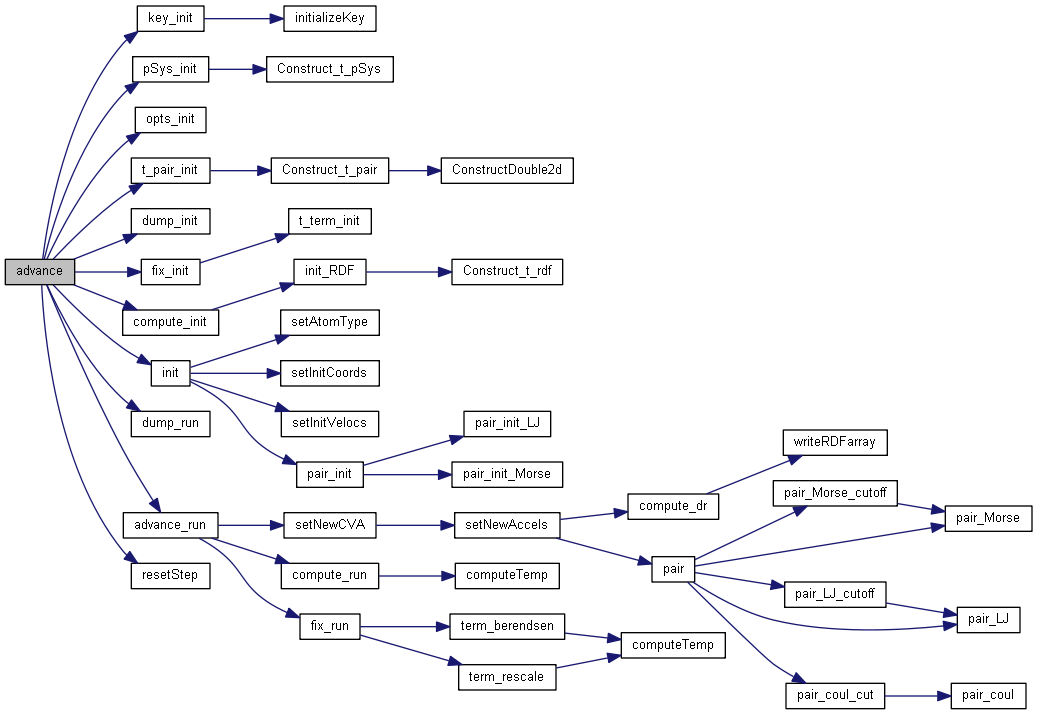 key_init
initializeKey
pSys_init
Construct_t_pSys
opts_init
t_pair_init
Construct_t_pair
ConstructDouble2d
dump_init
t_term_init
advance
fix_init
init_RDF
Construct_t_rdf
compute_init
setAtomType
init
setInitCoords
dump_run
setInitVelocs
pair_init_LJ
pair_init
pair_init_Morse
writeRDFarray
compute_dr
pair_Morse_cutoff
advance_run
setNewCVA
setNewAccels
pair_Morse
resetStep
compute_run
computeTemp
pair
pair_LJ_cutoff
fix_run
term_berendsen
pair_LJ
computeTemp
term_rescale
pair_coul_cut
pair_coul